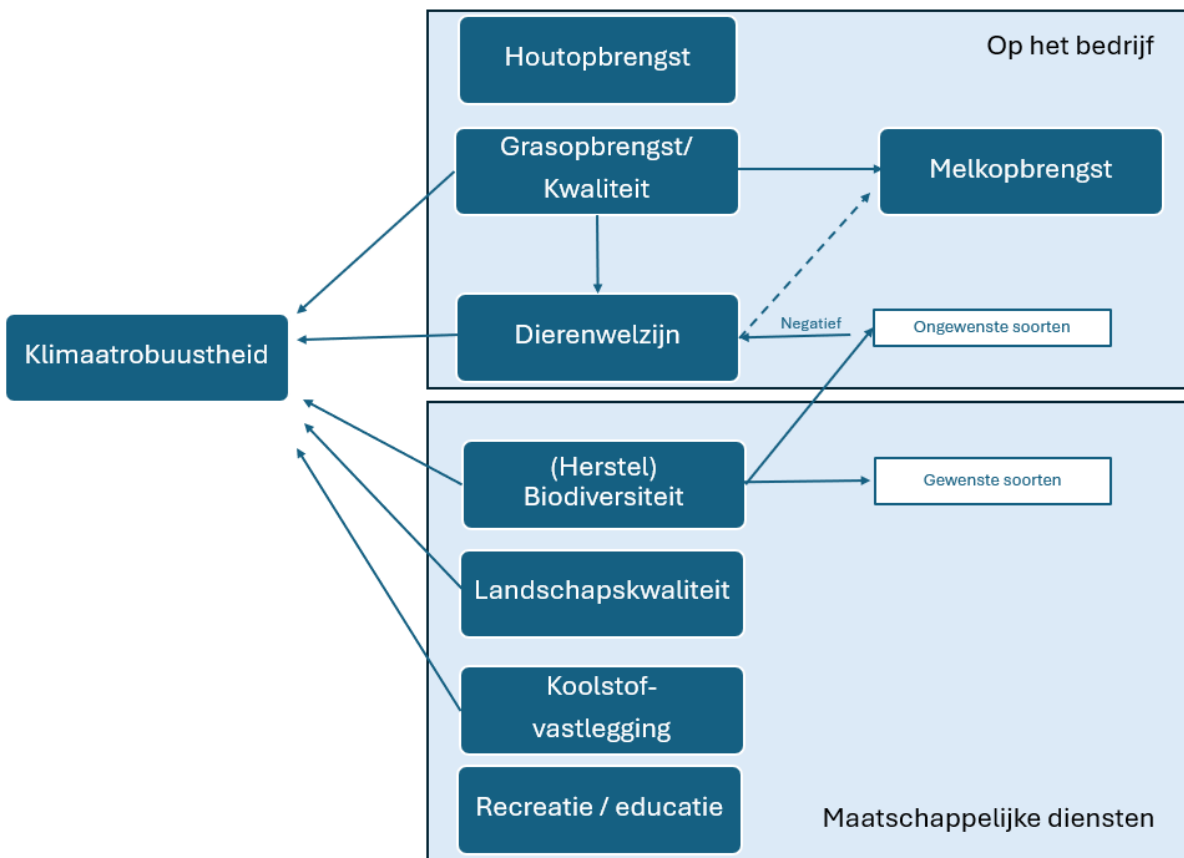 Op het bedrijf
Houtopbrengst
Grasopbrengst/
Kwaliteit
Melkopbrengst
Klimaatrobuustheid
Dierenwelzijn
Negatief
Ongewenste soorten
(Herstel)
Biodiversiteit
Gewenste soorten
Landschapskwaliteit
Koolstof-
vastlegging
Recreatie / educatie
Maatschappelijke diensten